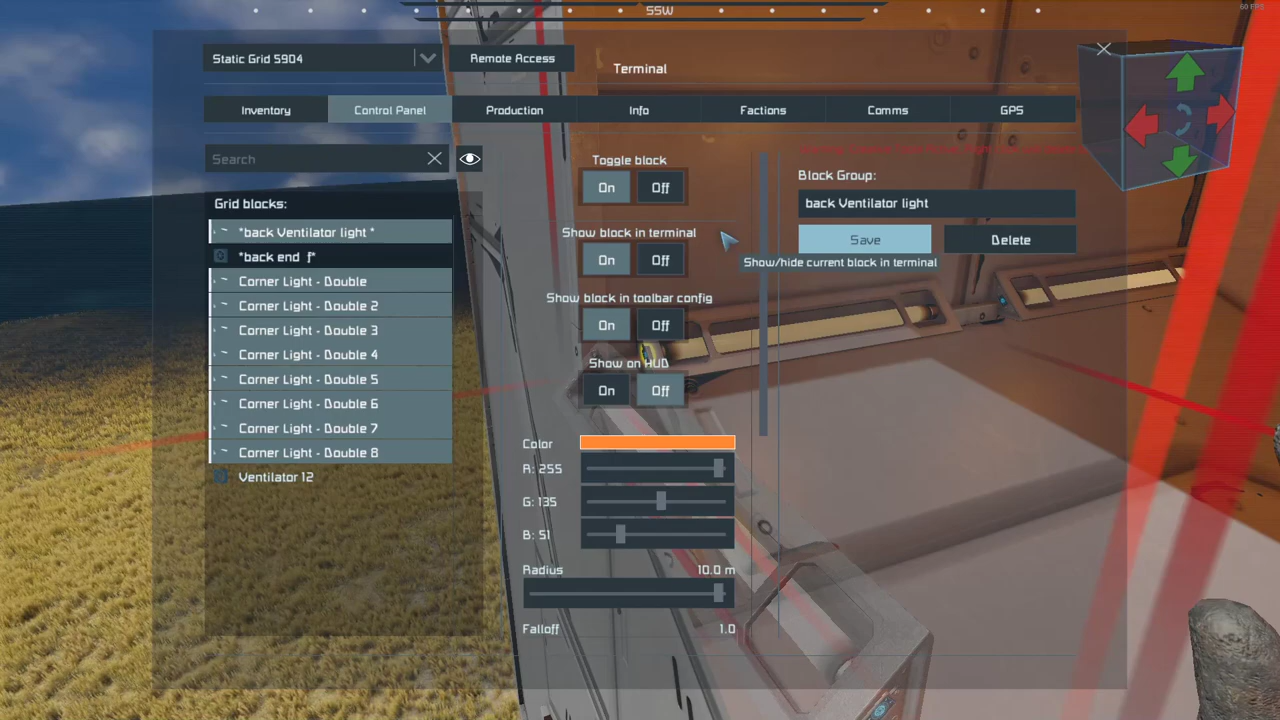 SSW
60 FPS
Static Grid 5904
Remote Access
Terminal
Inventory
Control Panel
Production
Info
Factions
Comms
GPS
Search
Grid blocks:
*back Ventilator light *
*back end
Corner Light - Double
Corner Light - Double 2
Corner Light - Double 3
Corner Light - Double 4
Corner Light - Double 5
Corner Light - Double 6
Corner Light - Double 7
Corner Light - Double 8
Ventilator 12
Toggle block
On Off
Show block in terminal
On Off
Show block in toolbar config
On Off
Show on HUD
On Off
Color
R: 255
G: 135
B: 51
Radius 10.0 m
Falloff 1.0
Block Group:
back Ventilator light
Save Delete
Show/hide current block in terminal